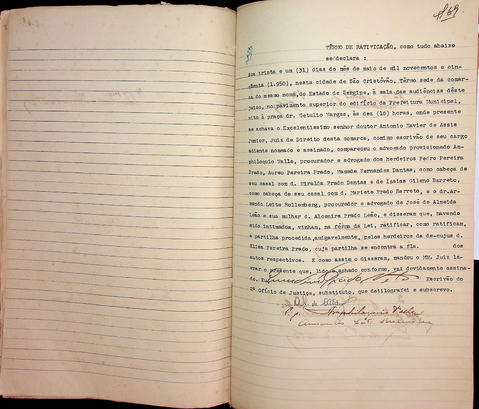 TÊRMO DE RATIFICAÇÃO, como tudo abaixo
se declara :
Aos trinta e um (31) dias do mês de maio de mil novecentos e cin-
coenta (1.950), nesta cidade de São Cristóvão, Têrmo sede da comar-
ca do mesmo nome, do Estado de Sergipe, à sala das audiências dêste
juízo, no pavimento superior do edifício da Prefeitura Municipal,
sito à praça dr. Getulio Vargas, às dez (10) horas, onde presente
se achava o Excelentíssimo senhor doutor Antonio Xavier de Assis
Junior, Juiz de Direito desta comarca, comigo escrivão de seu cargo
adiante nomeado e assinado, compareceu o advogado provisionado An-
philoquio Valle, procurador e advogado dos herdeiros Pedro Pereira
Prado, Aureo Pereira Prado, Manuel Fernandes Dantas, como cabeça de
seu casal com d. Miralda Prado Dantas e de Isaias Gileno Barreto,
como cabeça de seu casal com d. Mariete Prado Barreto, e o dr.Ar-
mando Leite Rollemberg, procurador e advogado de José de Almeida
Leão e sua mulher d. Alcemira Prado Leão, e disseram que, havendo
sido intimados, vinham, na fórma da Lei, ratificar, como ratificam,
a partilha procedida, amigavelmente, pelos herdeiros da de-cujus d.
Elisa Pereira Prado, cuja partilha se encontra a fls. dos
autos respectivos. E como assim o disseram, mandou o MM. Juiz la-
vrar o presente que, lido e achado conforme, vai devidamente assina-
do. Eu, Escrivão do
2º Ofício de Justiça, substituto, que datilografei e subscrevo.